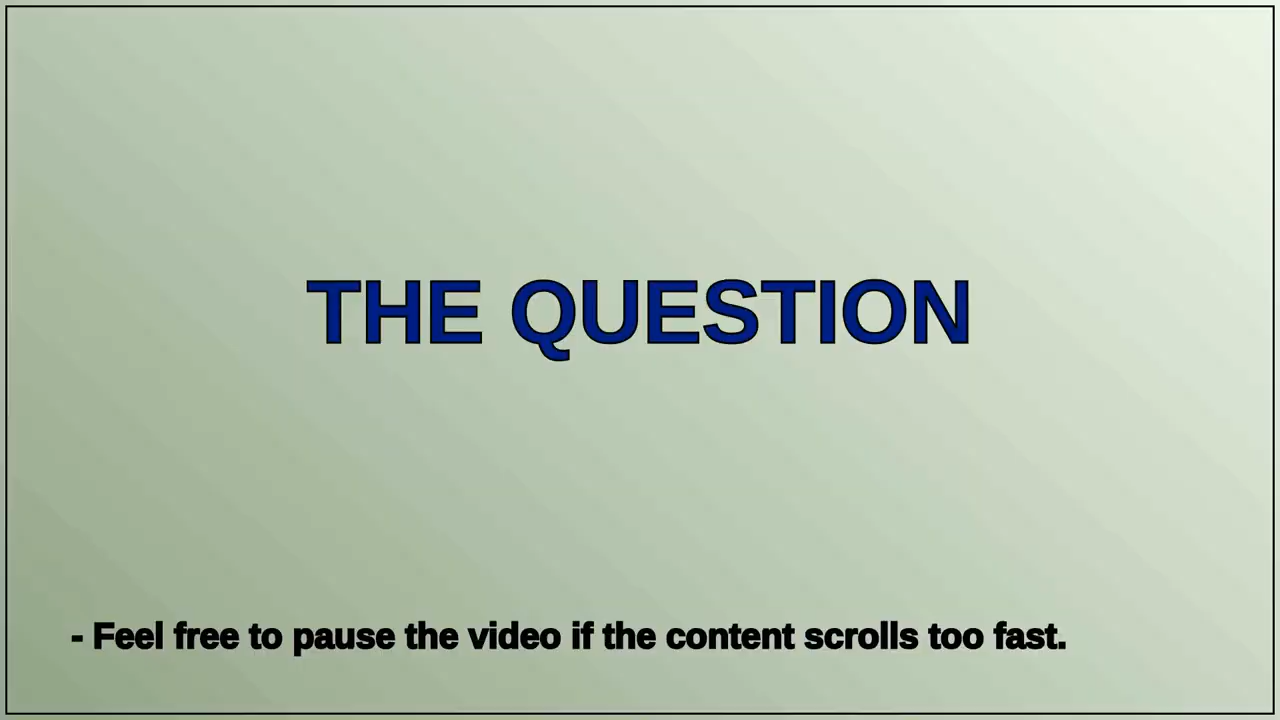 THE QUESTION
- Feel free to pause the video if the content scrolls too fast.